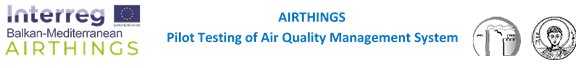 Interreg
Balkan-Mediterranean
AIRTHINGS
AIRTHINGS
Pilot Testing of Air Quality Management System